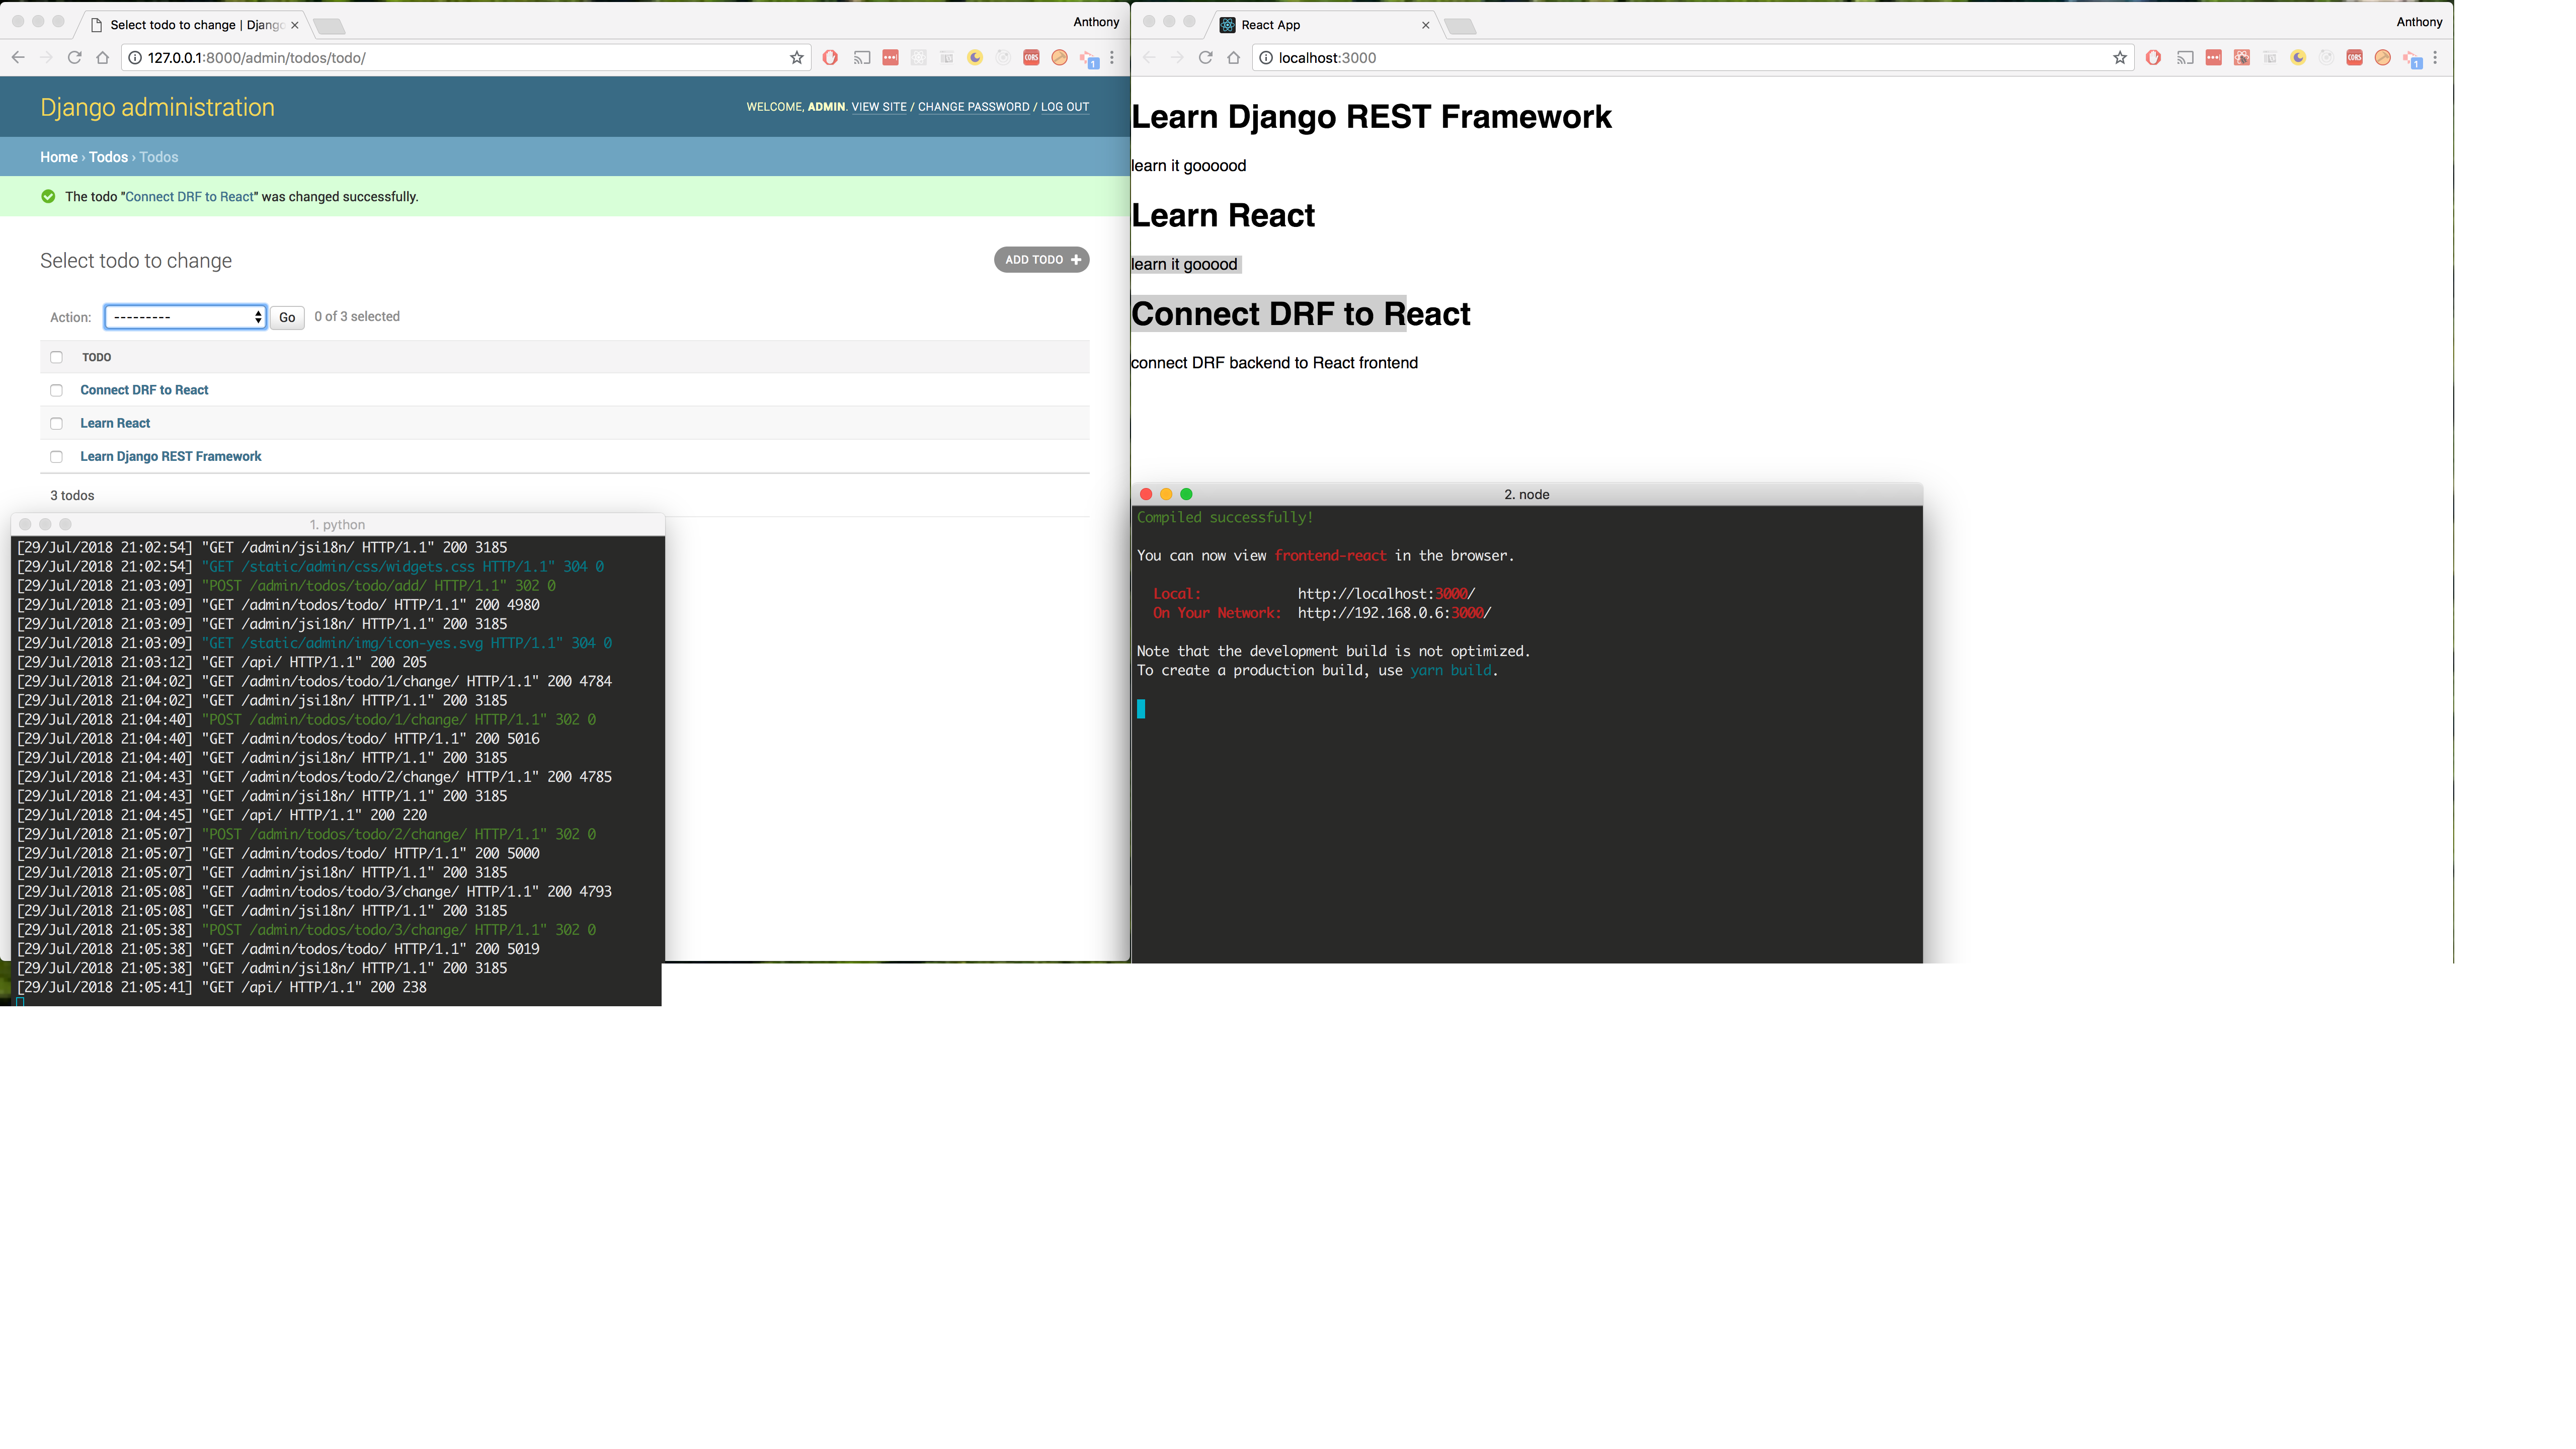 Select todo to change | Djang
Anthony
127.0.0.1:8000/admin/todos/todo/
CORS
1
Django administration
WELCOME, ADMIN. VIEW SITE / CHANGE PASSWORD / LOG OUT
Home › Todos › Todos
The todo "Connect DRF to React" was changed successfully.
Select todo to change
ADD TODO +
Action: --------- Go 0 of 3 selected
TODO
Connect DRF to React
Learn React
Learn Django REST Framework
3 todos
1. python
[29/Jul/2018 21:02:54] "GET /admin/jsi18n/ HTTP/1.1" 200 3185
[29/Jul/2018 21:02:54] "GET /static/admin/css/widgets.css HTTP/1.1" 304 0
[29/Jul/2018 21:03:09] "POST /admin/todos/todo/add/ HTTP/1.1" 302 0
[29/Jul/2018 21:03:09] "GET /admin/todos/todo/ HTTP/1.1" 200 4980
[29/Jul/2018 21:03:09] "GET /admin/jsi18n/ HTTP/1.1" 200 3185
[29/Jul/2018 21:03:09] "GET /static/admin/img/icon-yes.svg HTTP/1.1" 304 0
[29/Jul/2018 21:03:12] "GET /api/ HTTP/1.1" 200 205
[29/Jul/2018 21:04:02] "GET /admin/todos/todo/1/change/ HTTP/1.1" 200 4784
[29/Jul/2018 21:04:02] "GET /admin/jsi18n/ HTTP/1.1" 200 3185
[29/Jul/2018 21:04:40] "POST /admin/todos/todo/1/change/ HTTP/1.1" 302 0
[29/Jul/2018 21:04:40] "GET /admin/todos/todo/ HTTP/1.1" 200 5016
[29/Jul/2018 21:04:40] "GET /admin/jsi18n/ HTTP/1.1" 200 3185
[29/Jul/2018 21:04:43] "GET /admin/todos/todo/2/change/ HTTP/1.1" 200 4785
[29/Jul/2018 21:04:43] "GET /admin/jsi18n/ HTTP/1.1" 200 3185
[29/Jul/2018 21:04:45] "GET /api/ HTTP/1.1" 200 220
[29/Jul/2018 21:05:07] "POST /admin/todos/todo/2/change/ HTTP/1.1" 302 0
[29/Jul/2018 21:05:07] "GET /admin/todos/todo/ HTTP/1.1" 200 5000
[29/Jul/2018 21:05:07] "GET /admin/jsi18n/ HTTP/1.1" 200 3185
[29/Jul/2018 21:05:08] "GET /admin/todos/todo/3/change/ HTTP/1.1" 200 4793
[29/Jul/2018 21:05:08] "GET /admin/jsi18n/ HTTP/1.1" 200 3185
[29/Jul/2018 21:05:38] "POST /admin/todos/todo/3/change/ HTTP/1.1" 302 0
[29/Jul/2018 21:05:38] "GET /admin/todos/todo/ HTTP/1.1" 200 5019
[29/Jul/2018 21:05:38] "GET /admin/jsi18n/ HTTP/1.1" 200 3185
[29/Jul/2018 21:05:41] "GET /api/ HTTP/1.1" 200 238
React App
Anthony
localhost:3000
CORS
1
Learn Django REST Framework
learn it goooood
Learn React
learn it gooood
Connect DRF to React
connect DRF backend to React frontend
2. node
Compiled successfully!
You can now view frontend-react in the browser.
Local: http://localhost:3000/
On Your Network: http://192.168.0.6:3000/
Note that the development build is not optimized.
To create a production build, use yarn build.